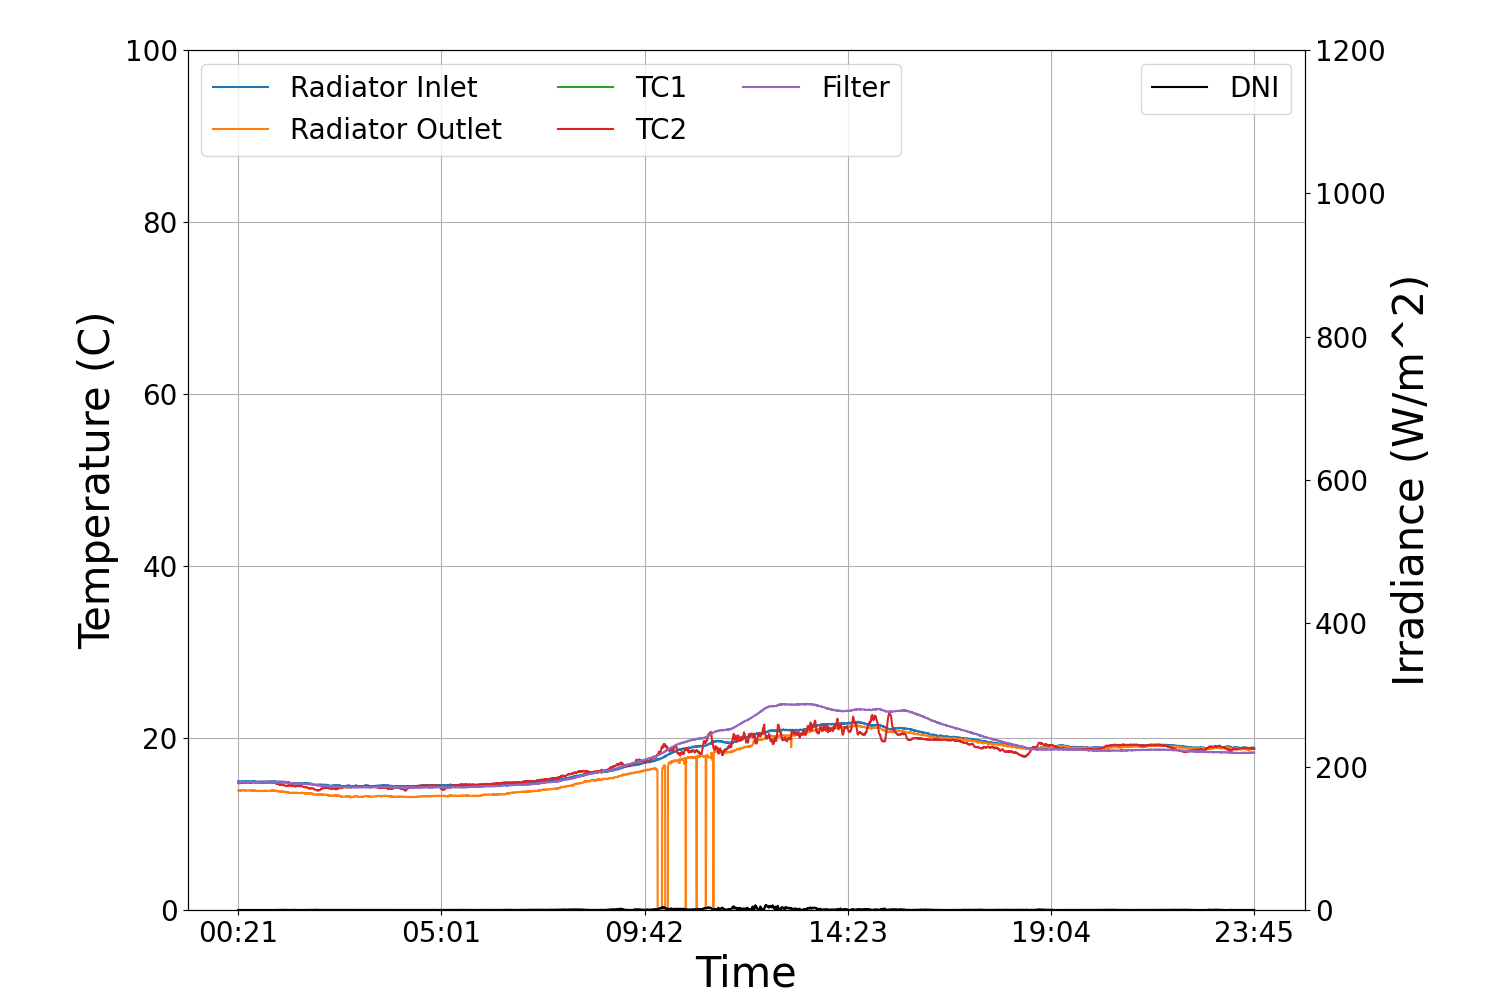 100
80
60
40
20
0
Temperature (C)
Radiator Inlet
Radiator Outlet
TC1
TC2
Filter
DNI
1200
1000
800
600
400
200
0
Irradiance (W/m^2)
00:21 05:01 09:42 14:23 19:04 23:45
Time